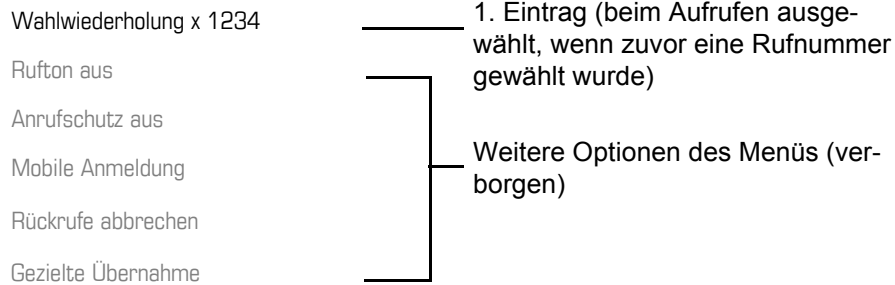 Wahlwiederholung x 1234
1. Eintrag (beim Aufrufen ausge-
wählt, wenn zuvor eine Rufnummer
gewählt wurde)
Rufton aus
Anrufschutz aus
Mobile Anmeldung
Rückrufe abbrechen
Gezielte Übernahme
Weitere Optionen des Menüs (ver-
borgen)